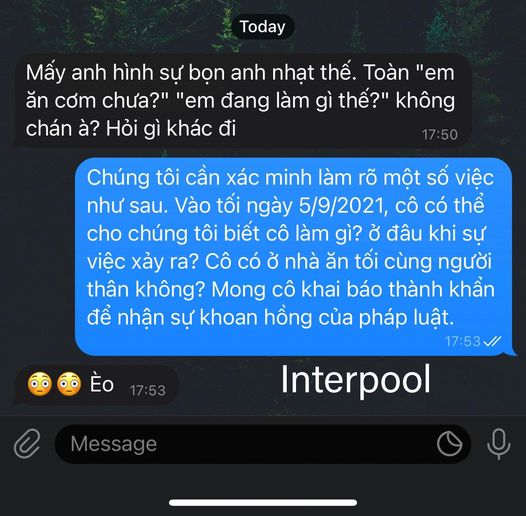 Today
Mấy anh hình sự bọn anh nhạt thế. Toàn "em
ăn cơm chưa?" "em đang làm gì thế?" không
chán à? Hỏi gì khác đi
17:50
Chúng tôi cần xác minh làm rõ một số việc
như sau. Vào tối ngày 5/9/2021, cô có thể
cho chúng tôi biết cô làm gì? ở đâu khi sự
việc xảy ra? Cô có ở nhà ăn tối cùng người
thân không? Mong cô khai báo thành khẩn
để nhận sự khoan hồng của pháp luật.
17:53
😳😳 Èo 17:53
Interpool
Message